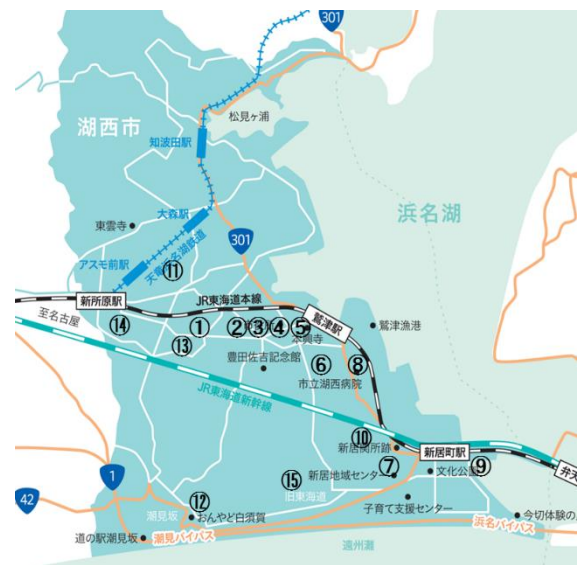 301
湖西市
松見ヶ浦
知波田駅
浜名湖
大森駅
東雲寺
301
アスモ前駅
天竜浜名湖鉄道
⑪
新所原駅
JR東海道本線
至名古屋
⑭
①
②
③
④
⑤
鷲津駅
鷲津漁港
本興寺
⑬
豊田佐吉記念館
⑥
⑧
市立湖西病院
JR東海道新幹線
⑩
新居関所跡
新居町駅
⑦
⑨
新居地域センター
文化公園
弁天
1
42
⑮
旧東海道
子育て支援センター
⑫
潮見坂
おんやど白須賀
今切体験の
道の駅潮見坂
潮見バイパス
浜名バイパス
遠州灘